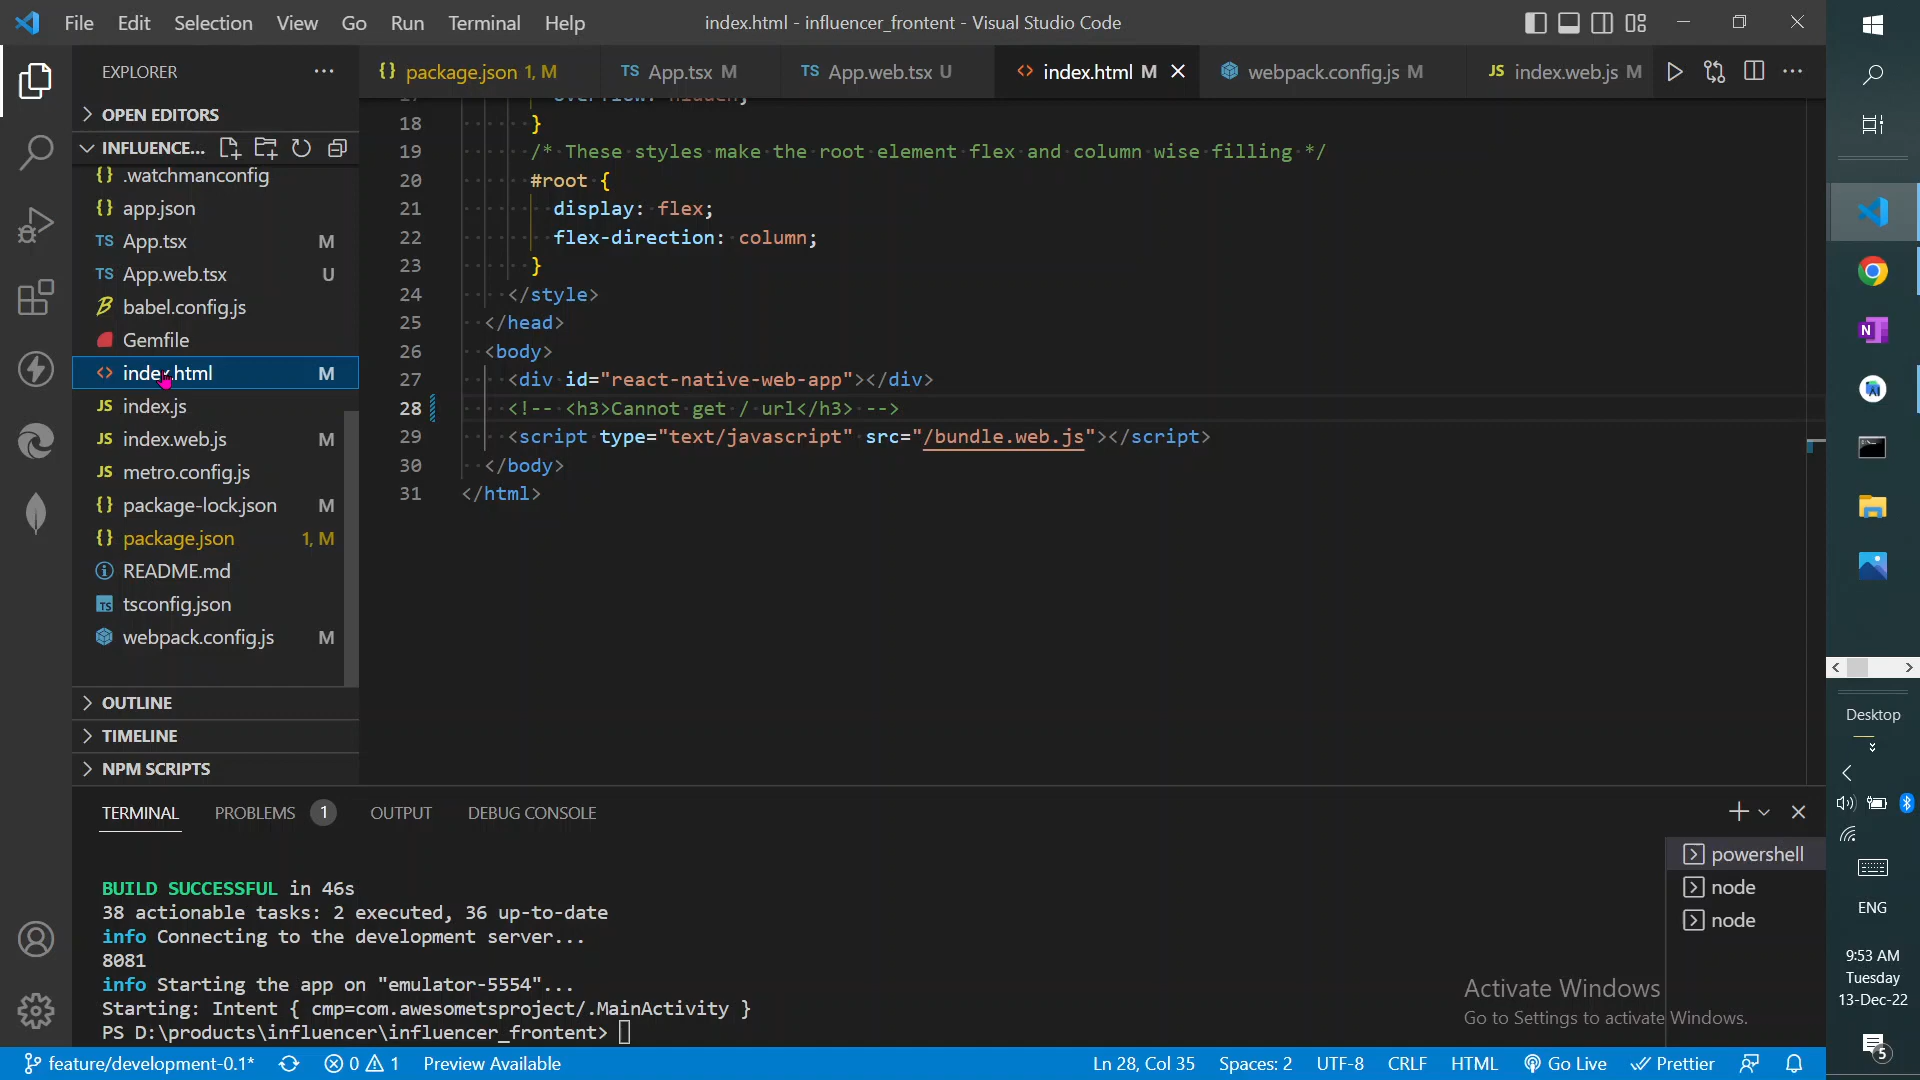 File Edit Selection View Go Run Terminal Help
index.html - influencer_frontent - Visual Studio Code
EXPLORER
OPEN EDITORS
INFLUENCE...
.watchmanconfig
{} app.json
TS App.tsx M
TS App.web.tsx U
babel.config.js
Gemfile
<> index.html M
JS index.js
JS index.web.js M
JS metro.config.js
{} package-lock.json M
{} package.json 1, M
README.md
TS tsconfig.json
webpack.config.js M
OUTLINE
TIMELINE
NPM SCRIPTS
{} package.json 1, M
TS App.tsx M
TS App.web.tsx U
<> index.html M
webpack.config.js M
JS index.web.js M
overflow: hidden;
18 }
19 /* These styles make the root element flex and column wise filling */
20 #root {
21 display: flex;
22 flex-direction: column;
23 }
24 </style>
25 </head>
26 <body>
27 <div id="react-native-web-app"></div>
28 <!-- <h3>Cannot get / url</h3> -->
29 <script type="text/javascript" src="/bundle.web.js"></script>
30 </body>
31 </html>
TERMINAL PROBLEMS 1 OUTPUT DEBUG CONSOLE
BUILD SUCCESSFUL in 46s
38 actionable tasks: 2 executed, 36 up-to-date
info Connecting to the development server...
8081
info Starting the app on "emulator-5554"...
Starting: Intent { cmp=com.awesometsproject/.MainActivity }
PS D:\products\influencer\influencer_frontent>
powershell
node
node
Activate Windows
Go to Settings to activate Windows.
feature/development-0.1* 0 1 Preview Available
Ln 28, Col 35 Spaces: 2 UTF-8 CRLF HTML Go Live Prettier
N
Desktop
ENG
9:53 AM
Tuesday
13-Dec-22
5